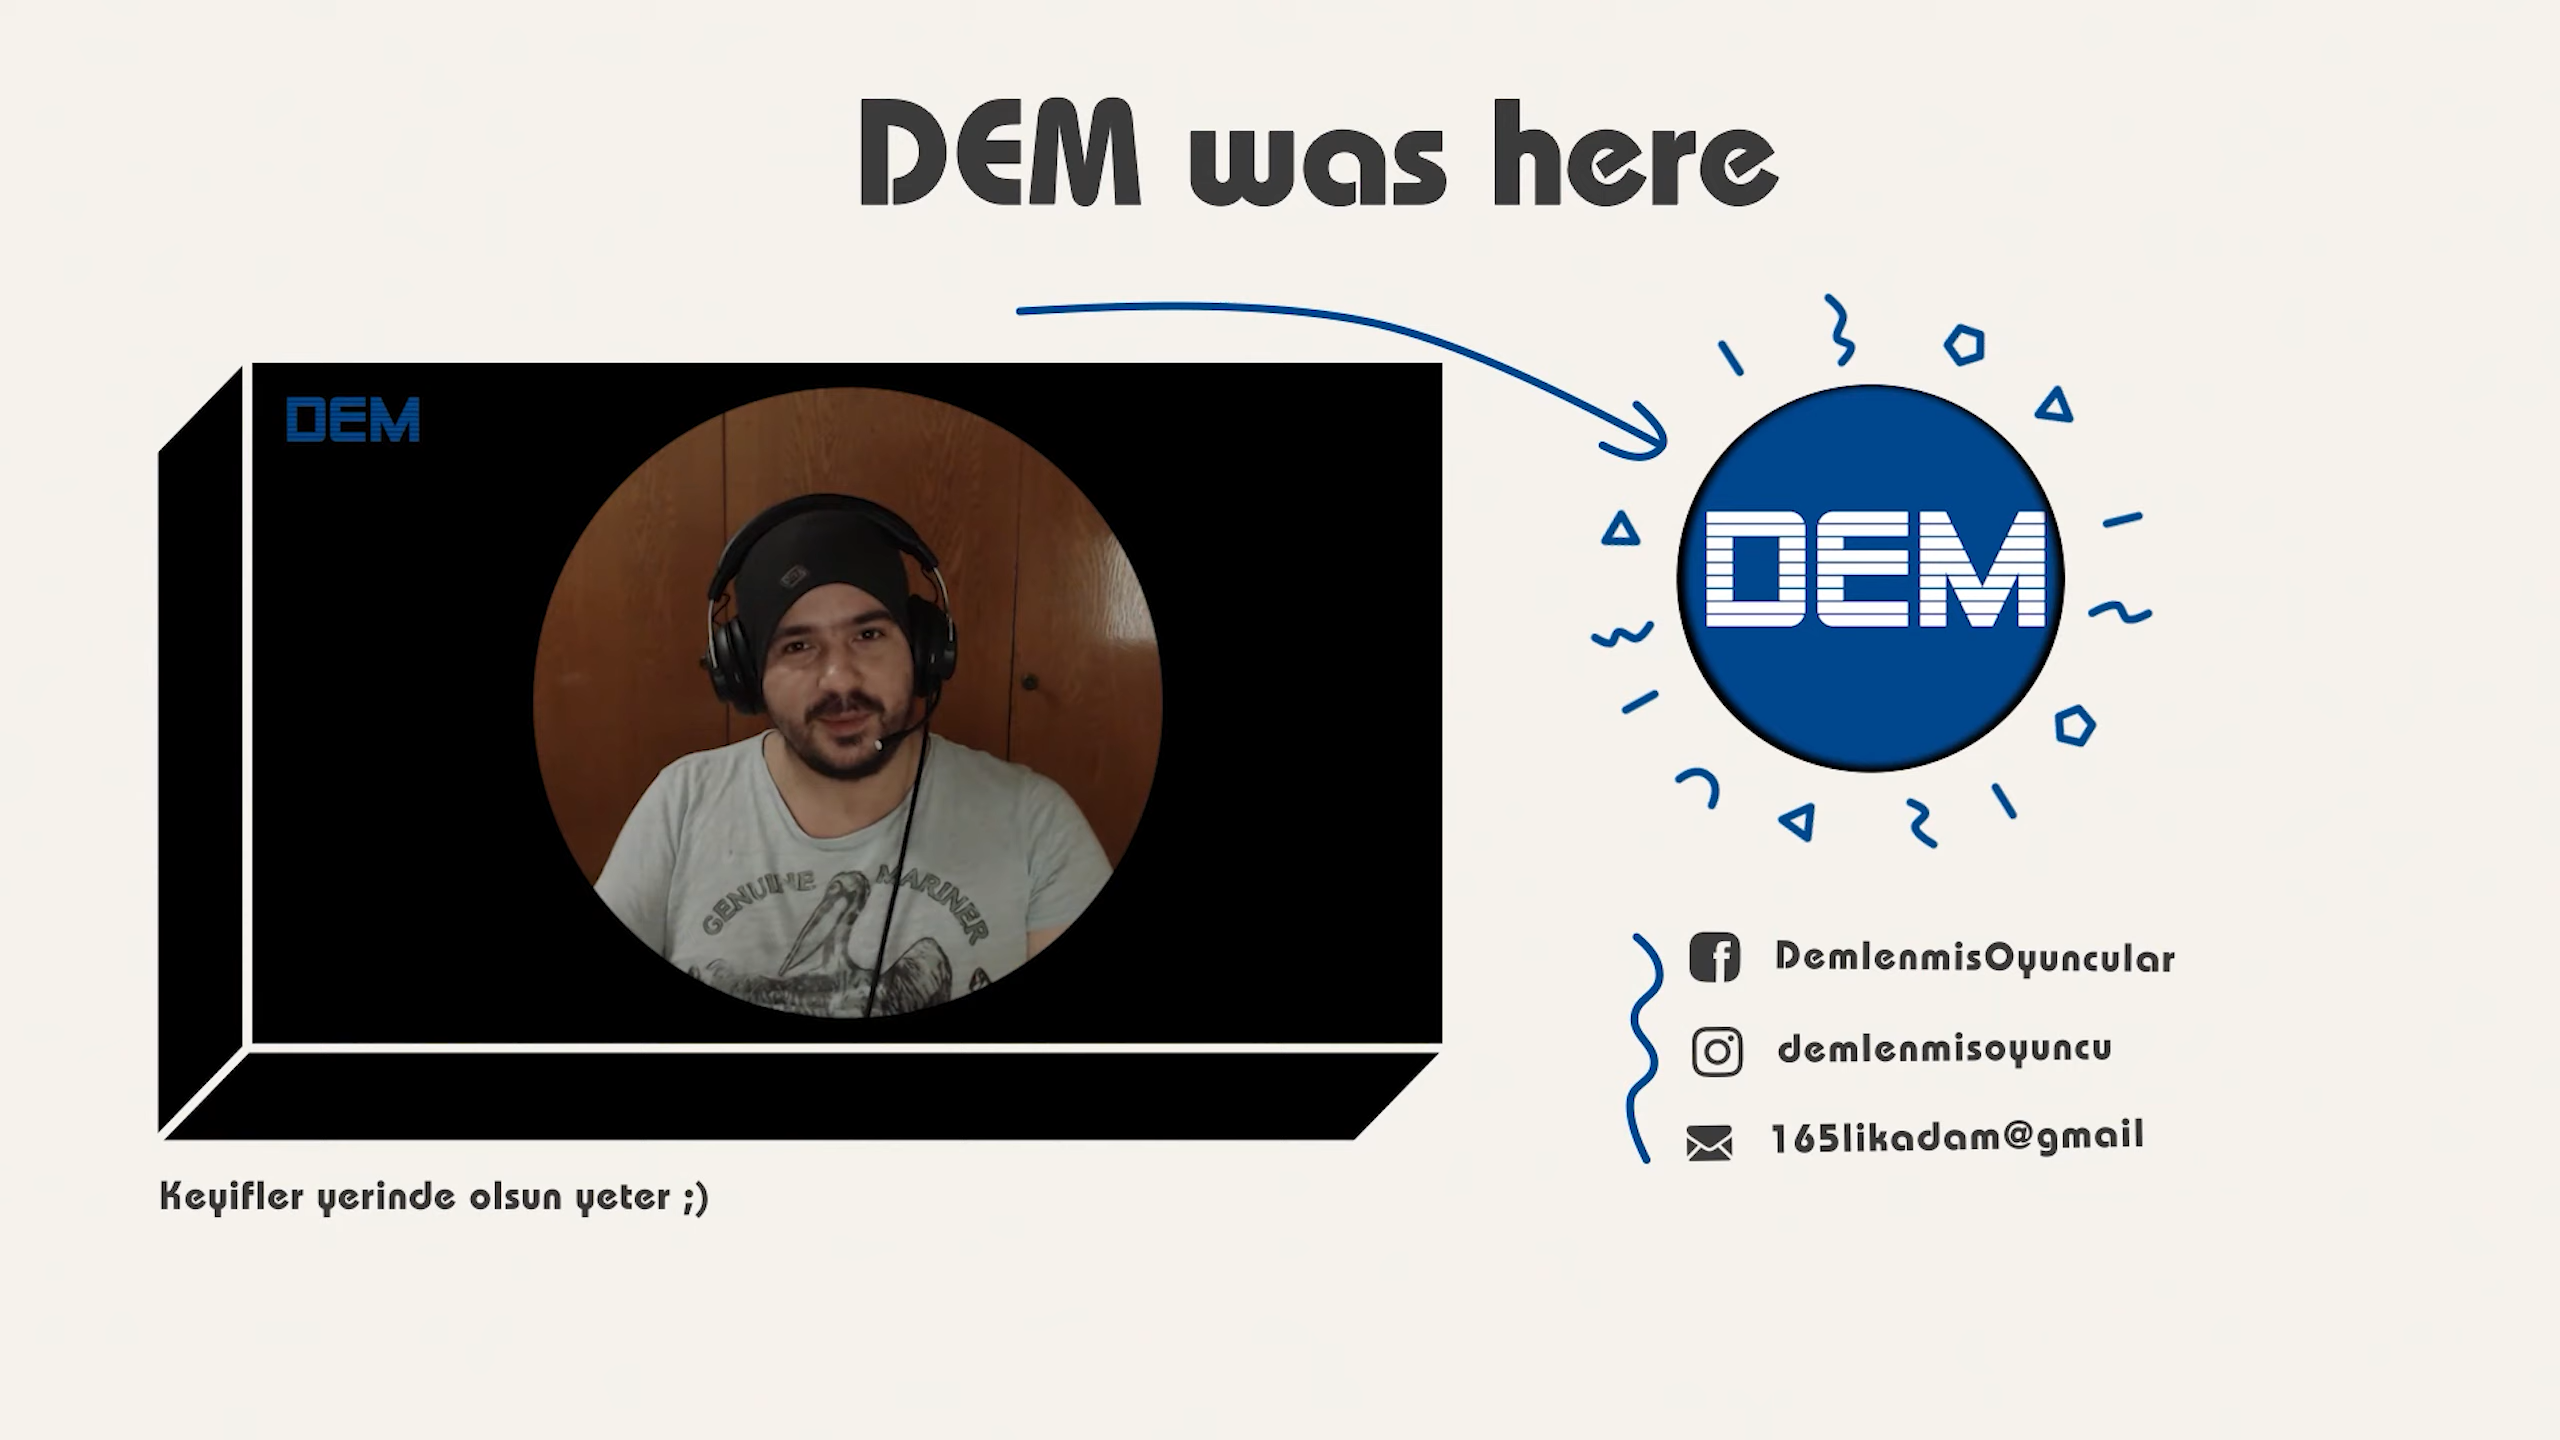 DEM was here
DEM
DEM
GENUINE MARINER
DemlenmisOyuncular
demlenmisoyuncu
165likadam@gmail
Keyifler yerinde olsun yeter ;)